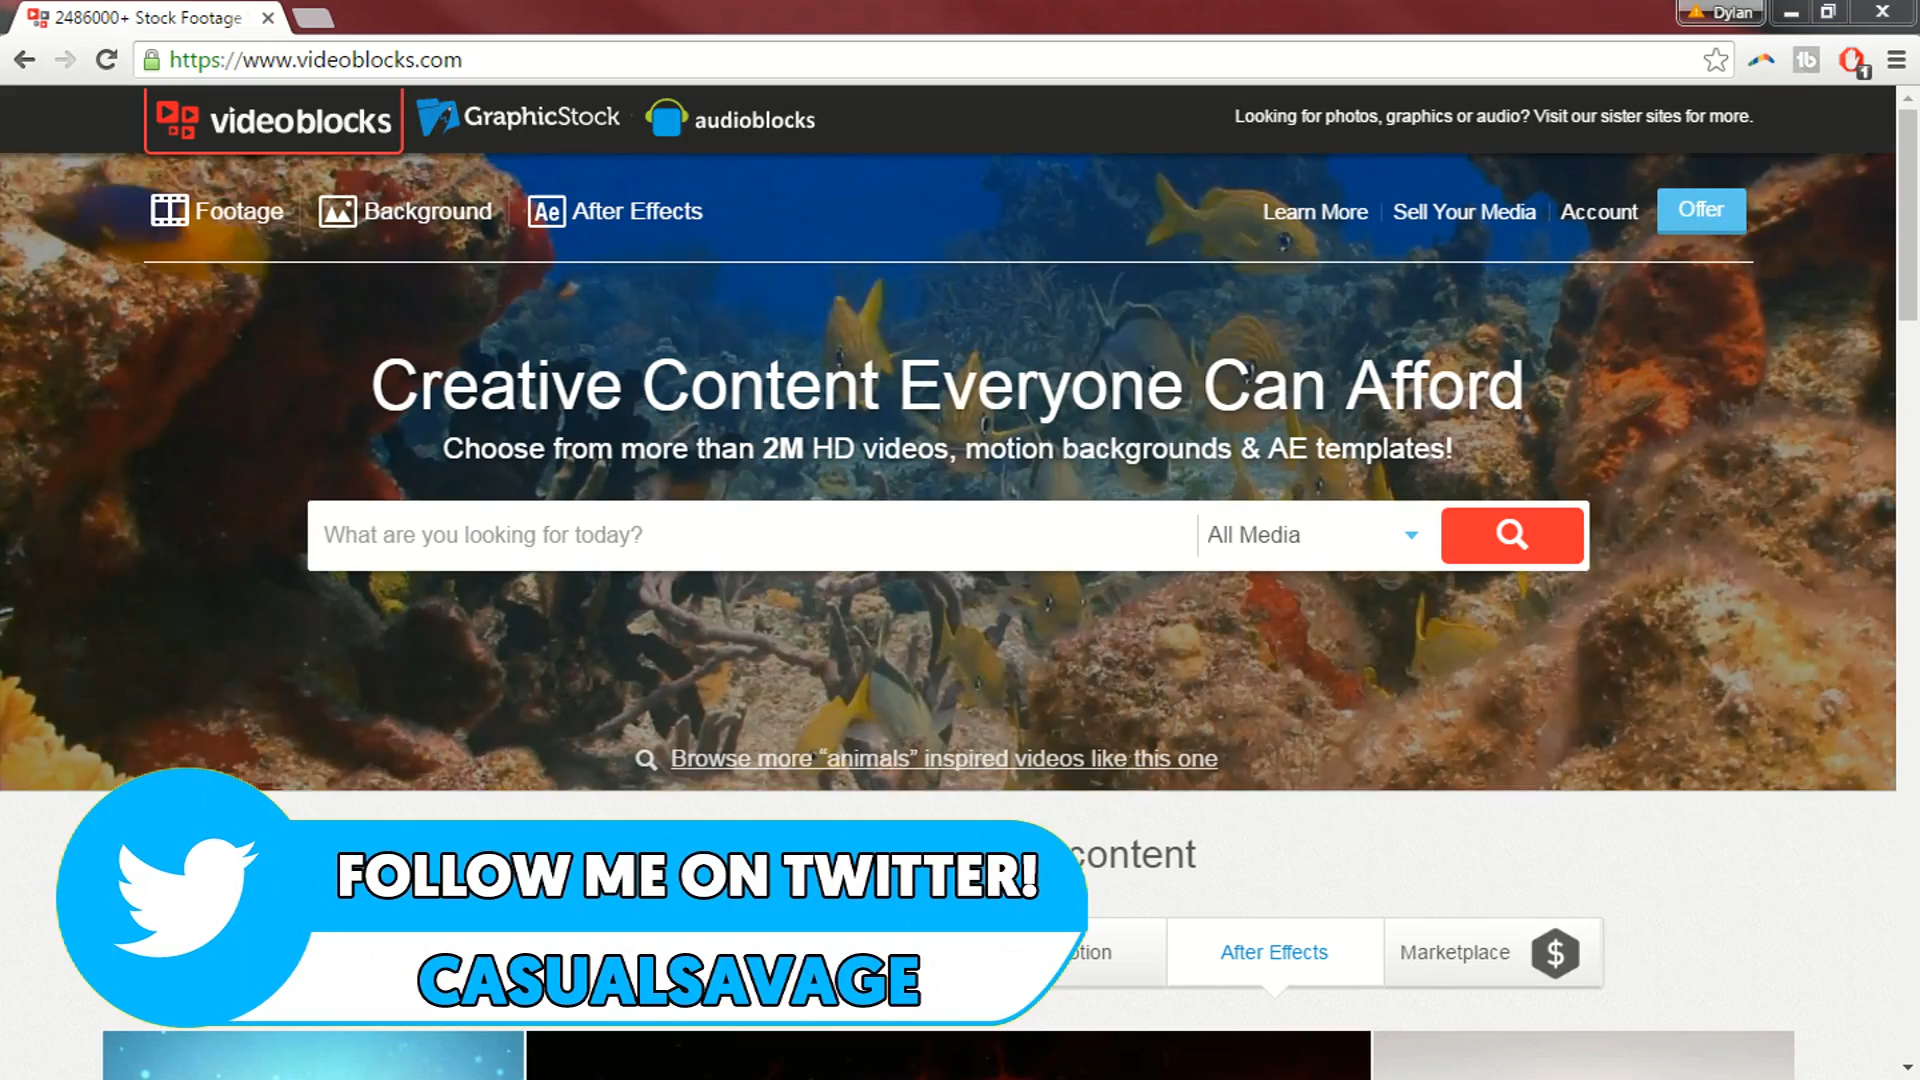 2486000+ Stock Footage
Dylan
https://www.videoblocks.com
1
videoblocks
GraphicStock
audioblocks
Looking for photos, graphics or audio? Visit our sister sites for more.
Footage
Background
Ae After Effects
Learn More
Sell Your Media
Account
Offer
Creative Content Everyone Can Afford
Choose from more than 2M HD videos, motion backgrounds & AE templates!
What are you looking for today?
All Media
Browse more “animals” inspired videos like this one
content
FOLLOW ME ON TWITTER!
CASUALSAVAGE
After Effects
Marketplace
$